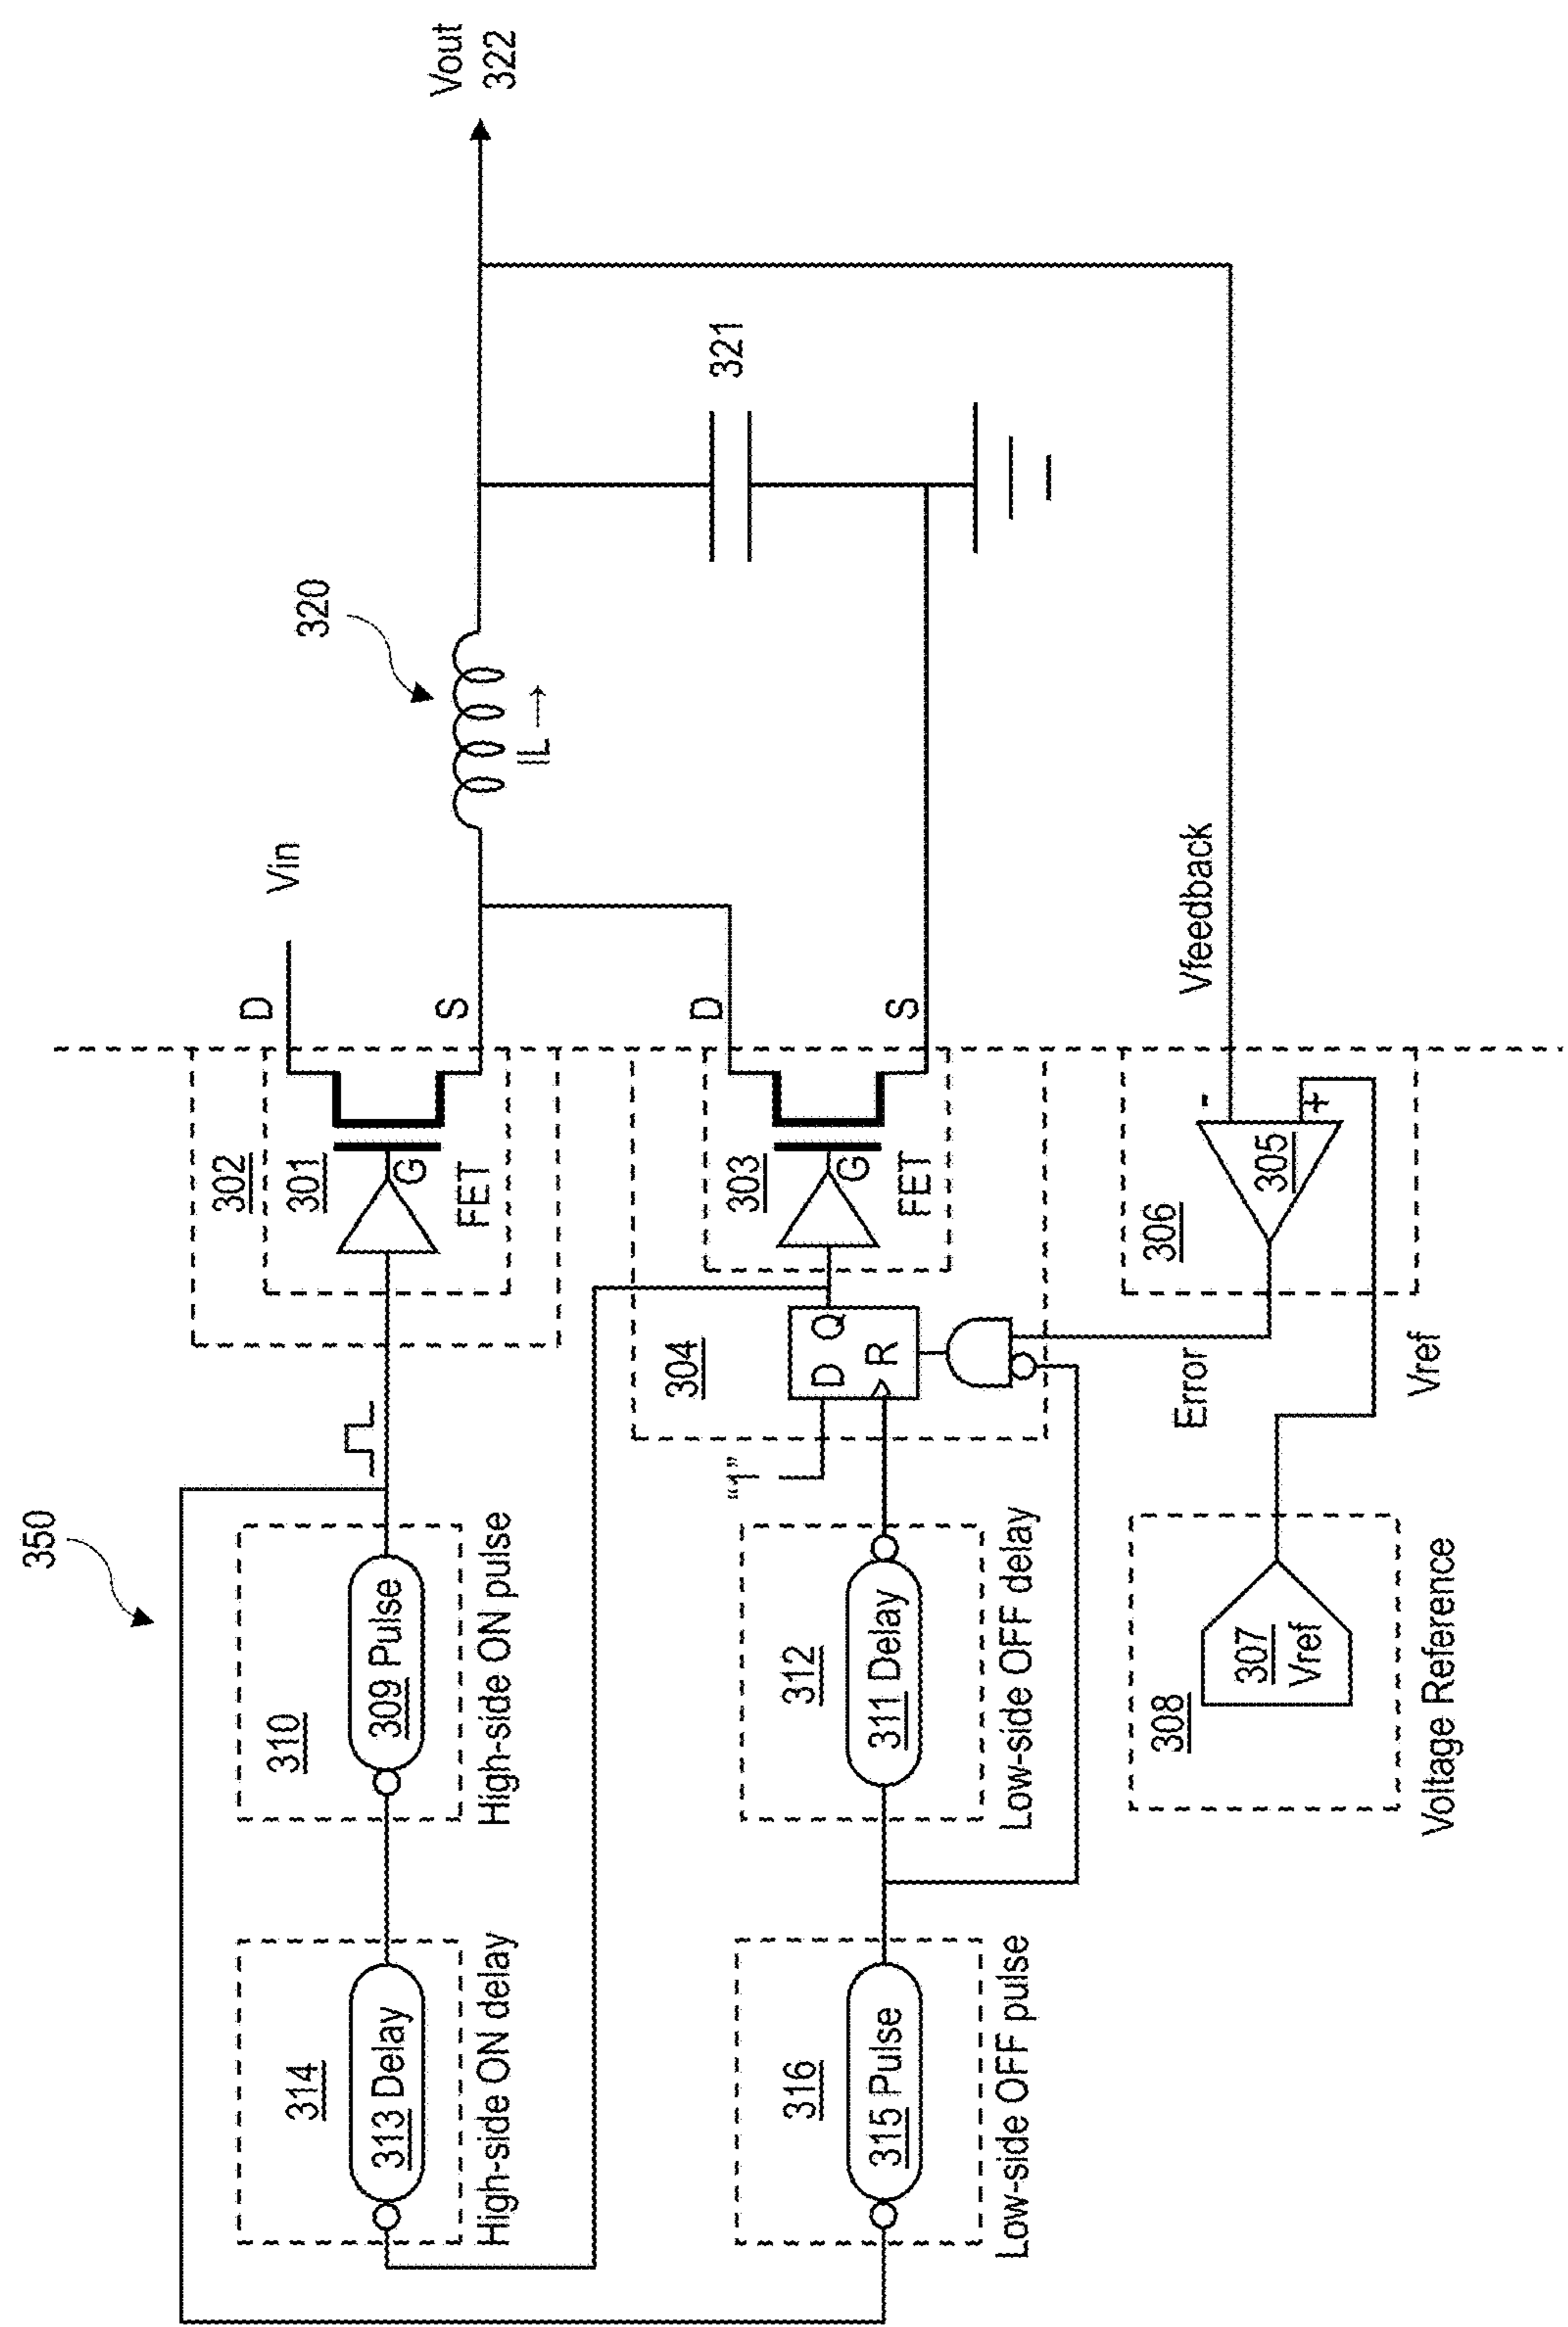 350
314
313 Delay
High-side ON delay
310
309 Pulse
High-side ON pulse
302
301
G
FET
D
S
Vin
320
IL →
Vout
322
316
315 Pulse
Low-side OFF pulse
312
311 Delay
Low-side OFF delay
"1"
304
D Q
R
303
G
FET
D
S
321
308
307
Vref
Voltage Reference
Error
Vref
306
305
-
+
Vfeedback